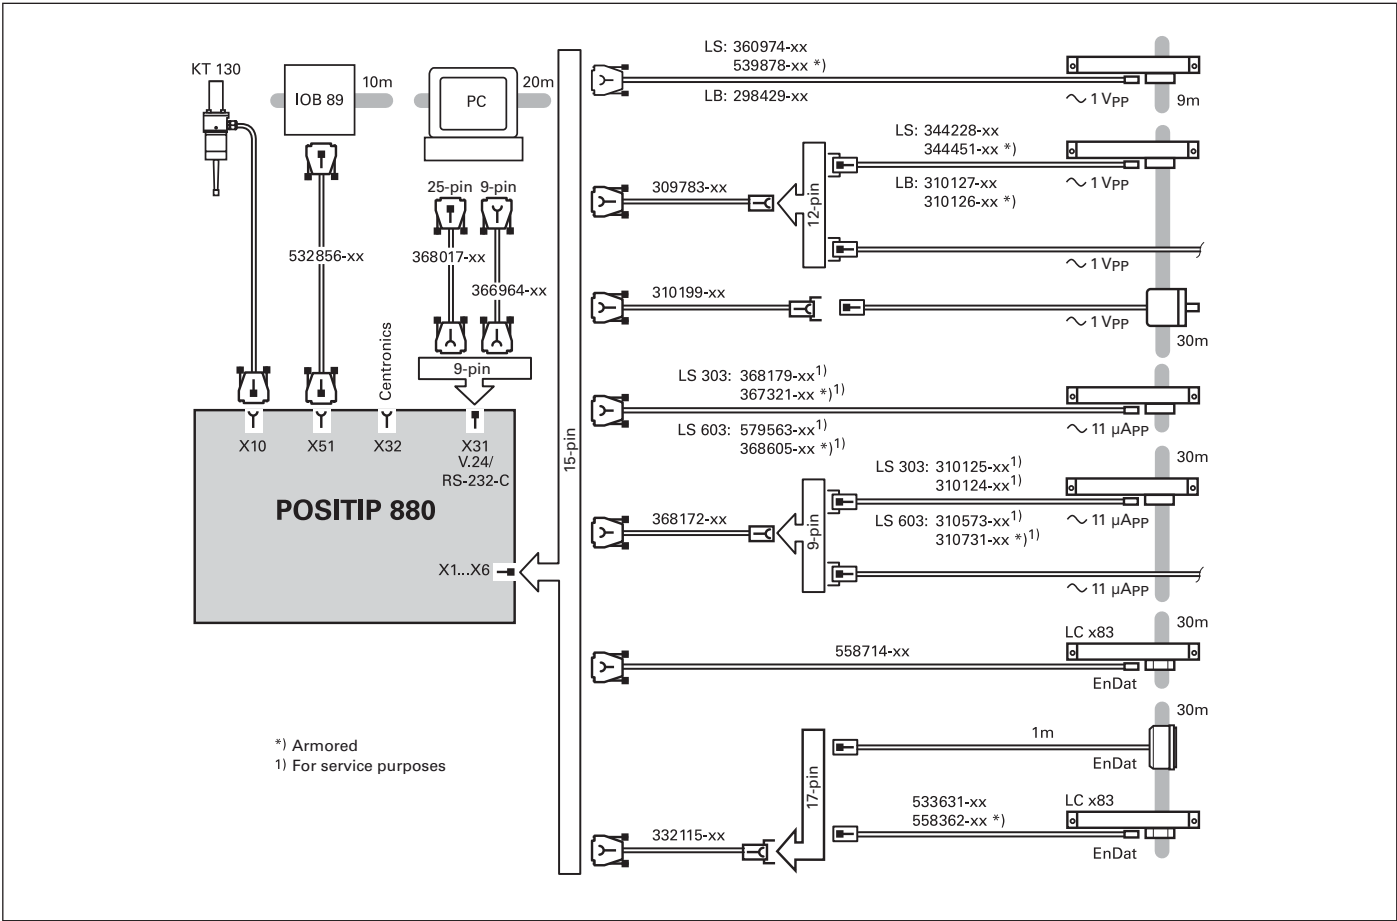 KT 130
IOB 89
10m
PC
20m
532856-xx
25-pin 9-pin
368017-xx
366964-xx
9-pin
Centronics
X10
X51
X32
X31
V.24/
RS-232-C
POSITIP 880
X1...X6
15-pin
*) Armored
1) For service purposes
LS: 360974-xx
539878-xx *)
LB: 298429-xx
~ 1 VPP
9m
309783-xx
12-pin
LS: 344228-xx
344451-xx *)
LB: 310127-xx
310126-xx *)
~ 1 VPP
~ 1 VPP
310199-xx
~ 1 VPP
30m
LS 303: 368179-xx1)
367321-xx *)1)
LS 603: 579563-xx1)
368605-xx *)1)
~ 11 µAPP
30m
368172-xx
9-pin
LS 303: 310125-xx1)
310124-xx1)
LS 603: 310573-xx1)
310731-xx *)1)
~ 11 µAPP
~ 11 µAPP
30m
LC x83
558714-xx
EnDat
30m
1m
EnDat
17-pin
332115-xx
533631-xx
558362-xx *)
LC x83
EnDat